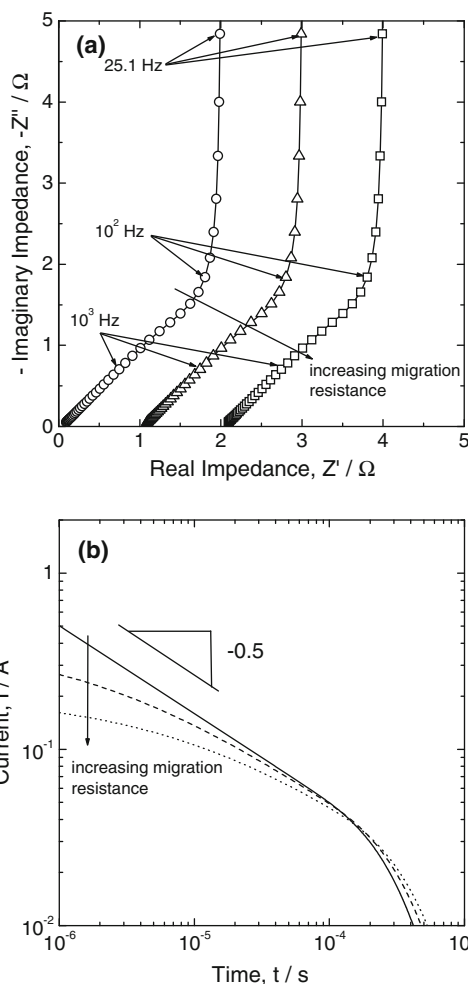 (a)
5
4
3
2
1
0
- Imaginary Impedance, -Z'' / Ω
25.1 Hz
10² Hz
10³ Hz
increasing migration
resistance
0 1 2 3 4 5
Real Impedance, Z' / Ω
(b)
1
10⁻¹
10⁻²
-0.5
increasing migration
resistance
10⁻⁶ 10⁻⁵ 10⁻⁴
Time, t / s